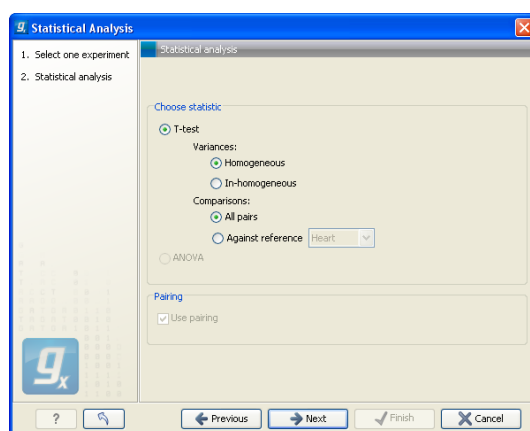 Statistical Analysis
1. Select one experiment
2. Statistical analysis
Statistical analysis
Choose statistic
T-test
Variances:
Homogeneous
In-homogeneous
Comparisons:
All pairs
Against reference Heart
ANOVA
Pairing
Use pairing
gx
? Previous Next Finish Cancel